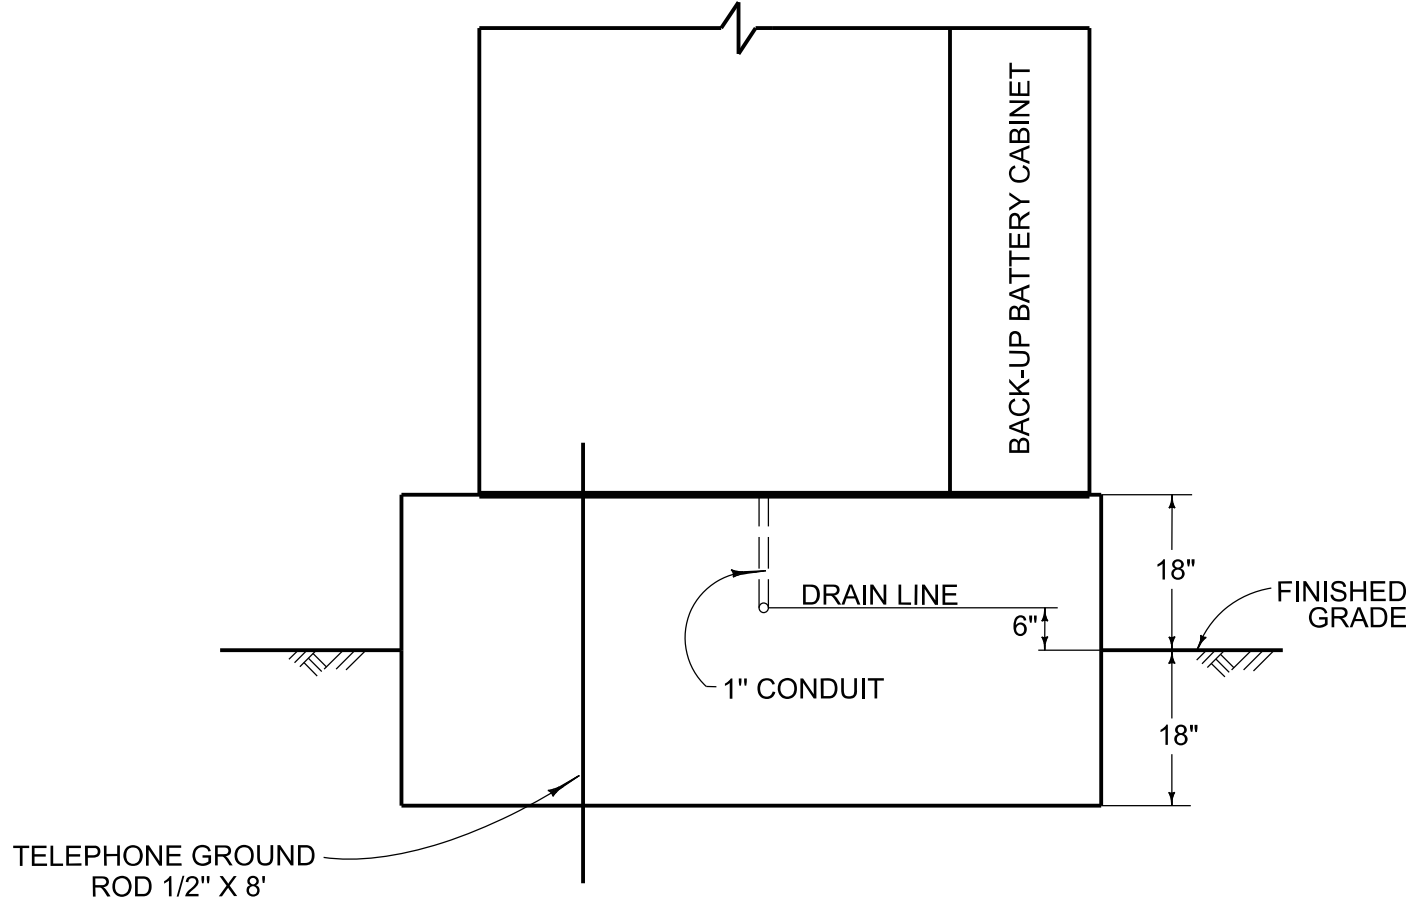 BACK-UP BATTERY CABINET
18"
DRAIN LINE
FINISHED
GRADE
6"
1" CONDUIT
18"
TELEPHONE GROUND
ROD 1/2" X 8'